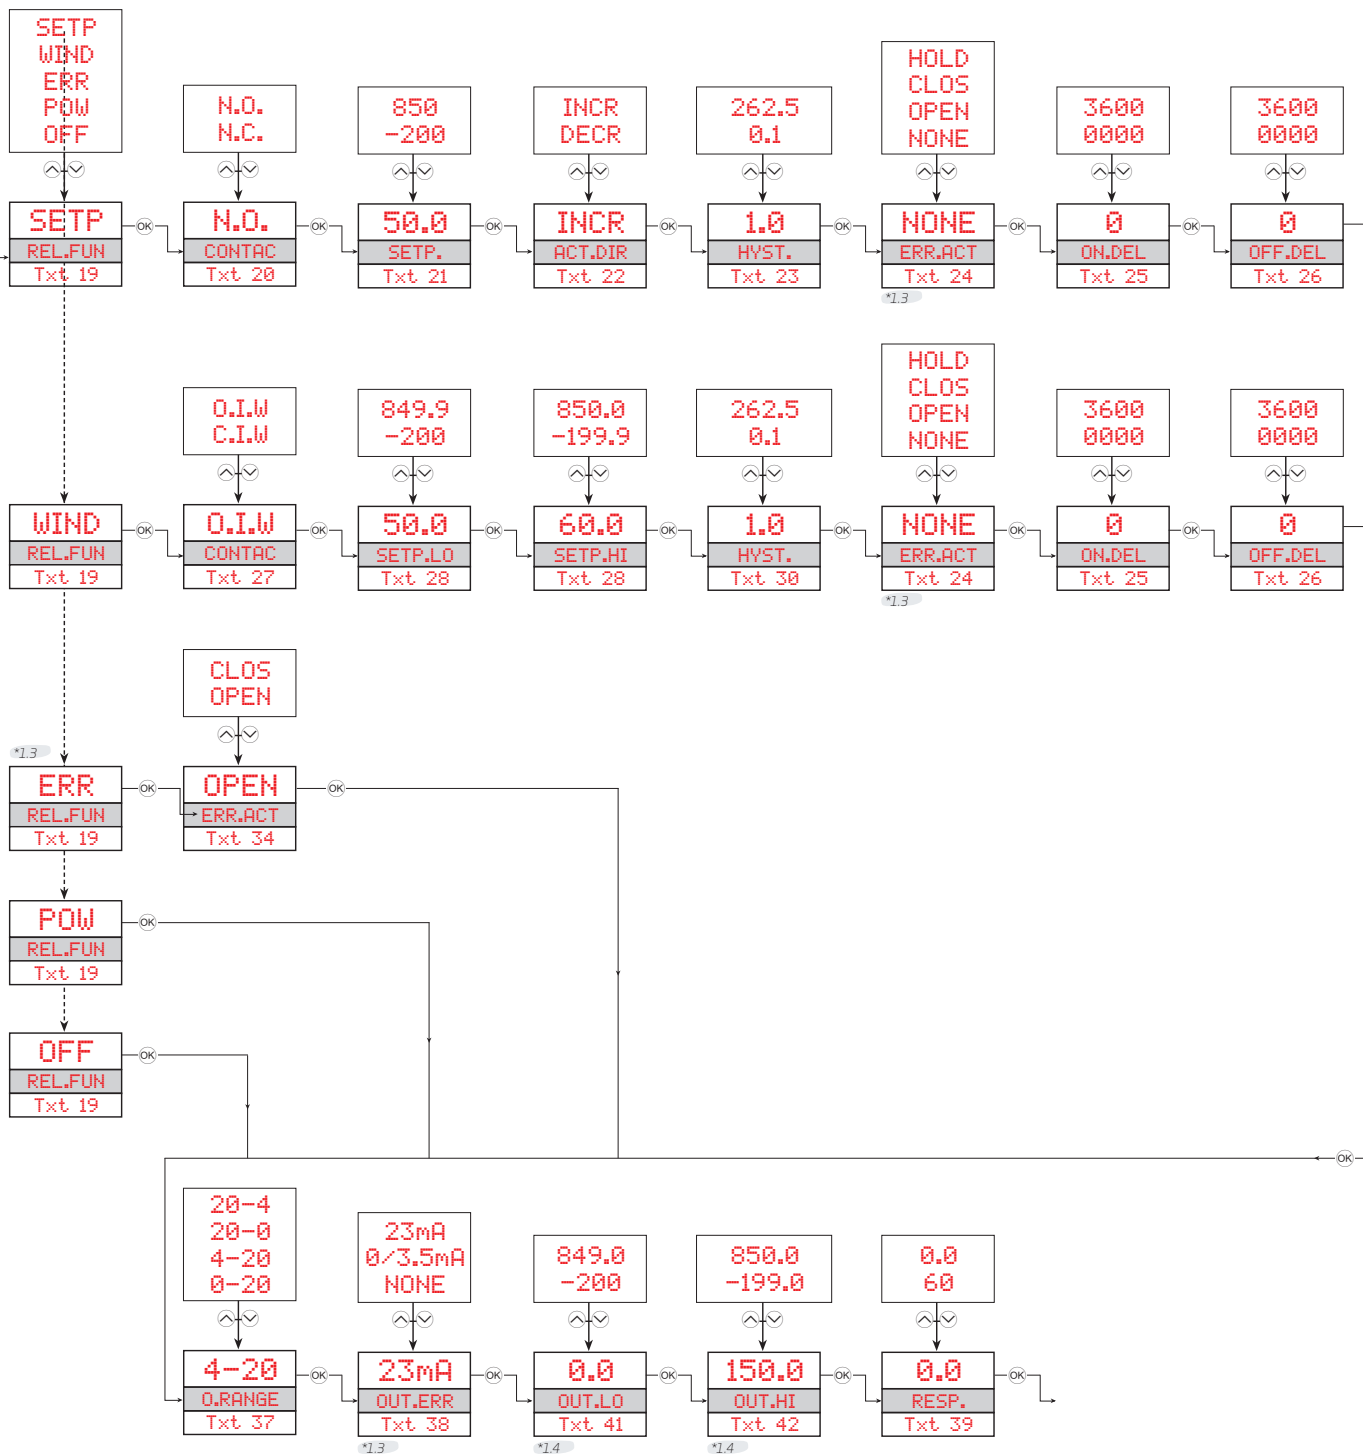 SETP
WIND
ERR
POW
OFF
N.O.
N.C.
850
-200
INCR
DECR
262.5
0.1
HOLD
CLOS
OPEN
NONE
3600
0000
3600
0000
SETP
REL.FUN
Txt 19
OK
N.O.
CONTAC
Txt 20
OK
50.0
SETP.
Txt 21
OK
INCR
ACT.DIR
Txt 22
OK
1.0
HYST.
Txt 23
OK
NONE
ERR.ACT
Txt 24
*1.3
OK
0
ON.DEL
Txt 25
OK
0
OFF.DEL
Txt 26
O.I.W
C.I.W
849.9
-200
850.0
-199.9
262.5
0.1
HOLD
CLOS
OPEN
NONE
3600
0000
3600
0000
WIND
REL.FUN
Txt 19
OK
O.I.W
CONTAC
Txt 27
OK
50.0
SETP.LO
Txt 28
OK
60.0
SETP.HI
Txt 28
OK
1.0
HYST.
Txt 30
OK
NONE
ERR.ACT
Txt 24
*1.3
OK
0
ON.DEL
Txt 25
OK
0
OFF.DEL
Txt 26
CLOS
OPEN
*1.3
ERR
REL.FUN
Txt 19
OK
OPEN
ERR.ACT
Txt 34
OK
POW
REL.FUN
Txt 19
OK
OFF
REL.FUN
Txt 19
OK
OK
20-4
20-0
4-20
0-20
23mA
0/3.5mA
NONE
849.0
-200
850.0
-199.0
0.0
60
4-20
O.RANGE
Txt 37
OK
23mA
OUT.ERR
Txt 38
*1.3
OK
0.0
OUT.LO
Txt 41
*1.4
OK
150.0
OUT.HI
Txt 42
*1.4
OK
0.0
RESP.
Txt 39
OK